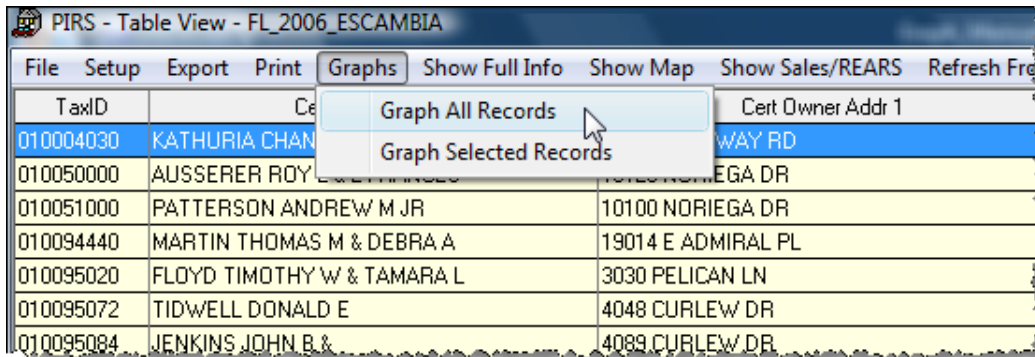 PIRS - Table View - FL_2006_ESCAMBIA
File Setup Export Print Graphs Show Full Info Show Map Show Sales/REARS Refresh Fre
Graph All Records
Graph Selected Records
TaxID Ce Cert Owner Addr 1
010004030 KATHURIA CHAN WAY RD
010050000 AUSSERER ROY NORIEGA DR
010051000 PATTERSON ANDREW M JR 10100 NORIEGA DR
010094440 MARTIN THOMAS M & DEBRA A 19014 E ADMIRAL PL
010095020 FLOYD TIMOTHY W & TAMARA L 3030 PELICAN LN
010095072 TIDWELL DONALD E 4048 CURLEW DR
010095084 JENKINS JOHN B & 4089 CURLEW DR